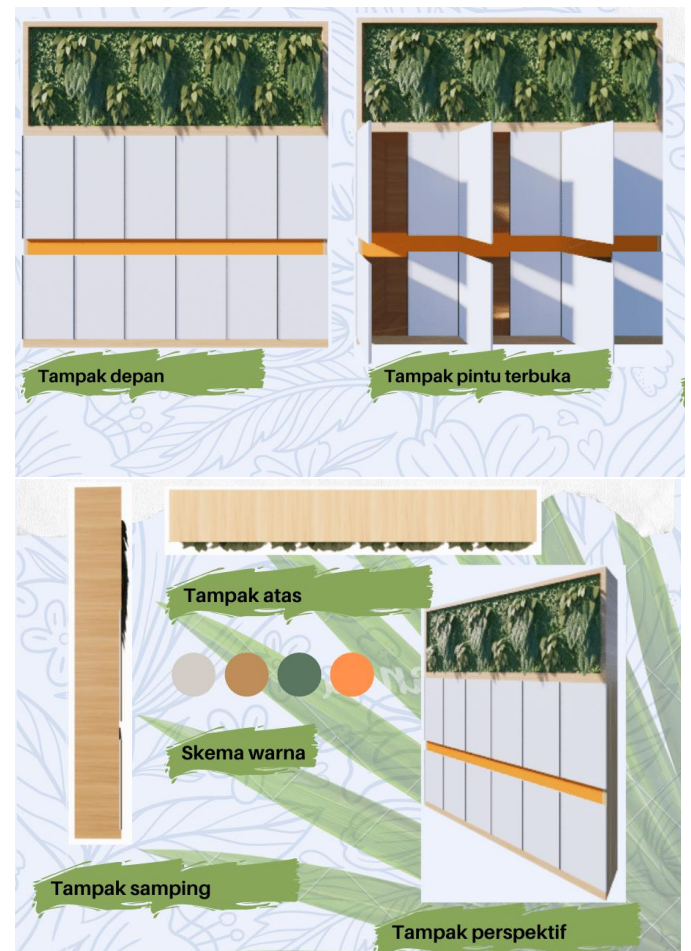 Tampak depan
Tampak pintu terbuka
Tampak atas
Skema warna
Tampak samping
Tampak perspektif